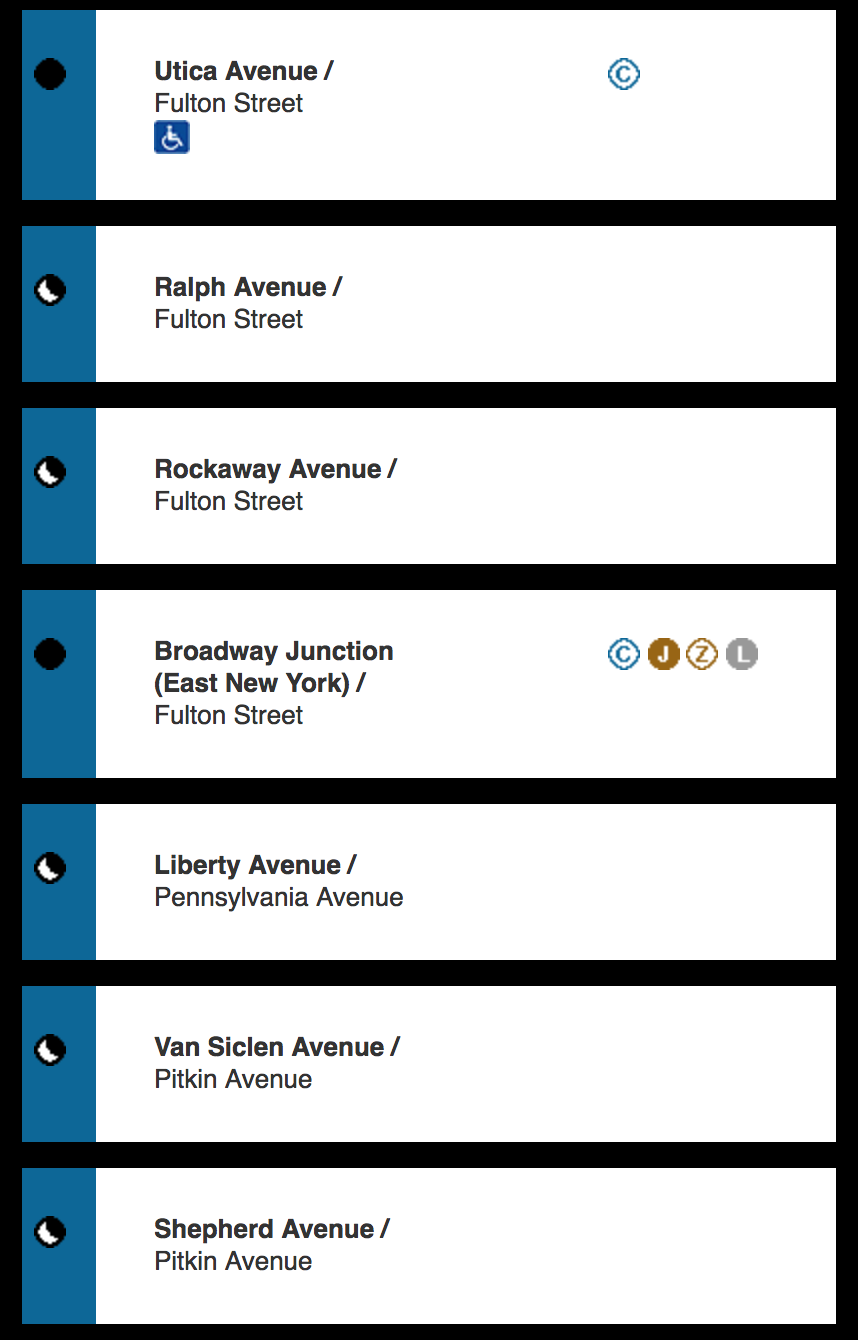 Utica Avenue / C
Fulton Street
Ralph Avenue /
Fulton Street
Rockaway Avenue /
Fulton Street
Broadway Junction C J Z L
(East New York) /
Fulton Street
Liberty Avenue /
Pennsylvania Avenue
Van Siclen Avenue /
Pitkin Avenue
Shepherd Avenue /
Pitkin Avenue